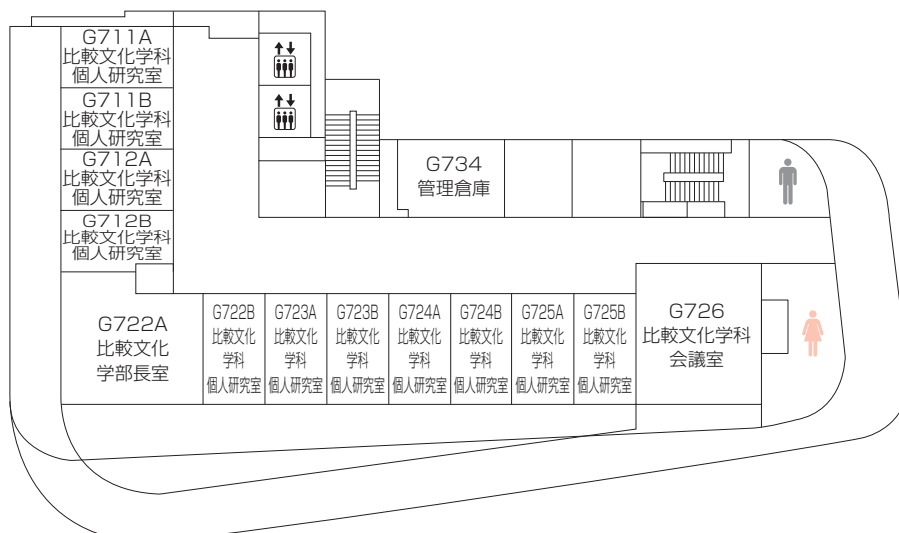 G711A
比較文化学科
個人研究室
G711B
比較文化学科
個人研究室
G712A
比較文化学科
個人研究室
G712B
比較文化学科
個人研究室
G734
管理倉庫
G722A
比較文化
学部長室
G722B
比較文化
学科
個人研究室
G723A
比較文化
学科
個人研究室
G723B
比較文化
学科
個人研究室
G724A
比較文化
学科
個人研究室
G724B
比較文化
学科
個人研究室
G725A
比較文化
学科
個人研究室
G725B
比較文化
学科
個人研究室
G726
比較文化学科
会議室